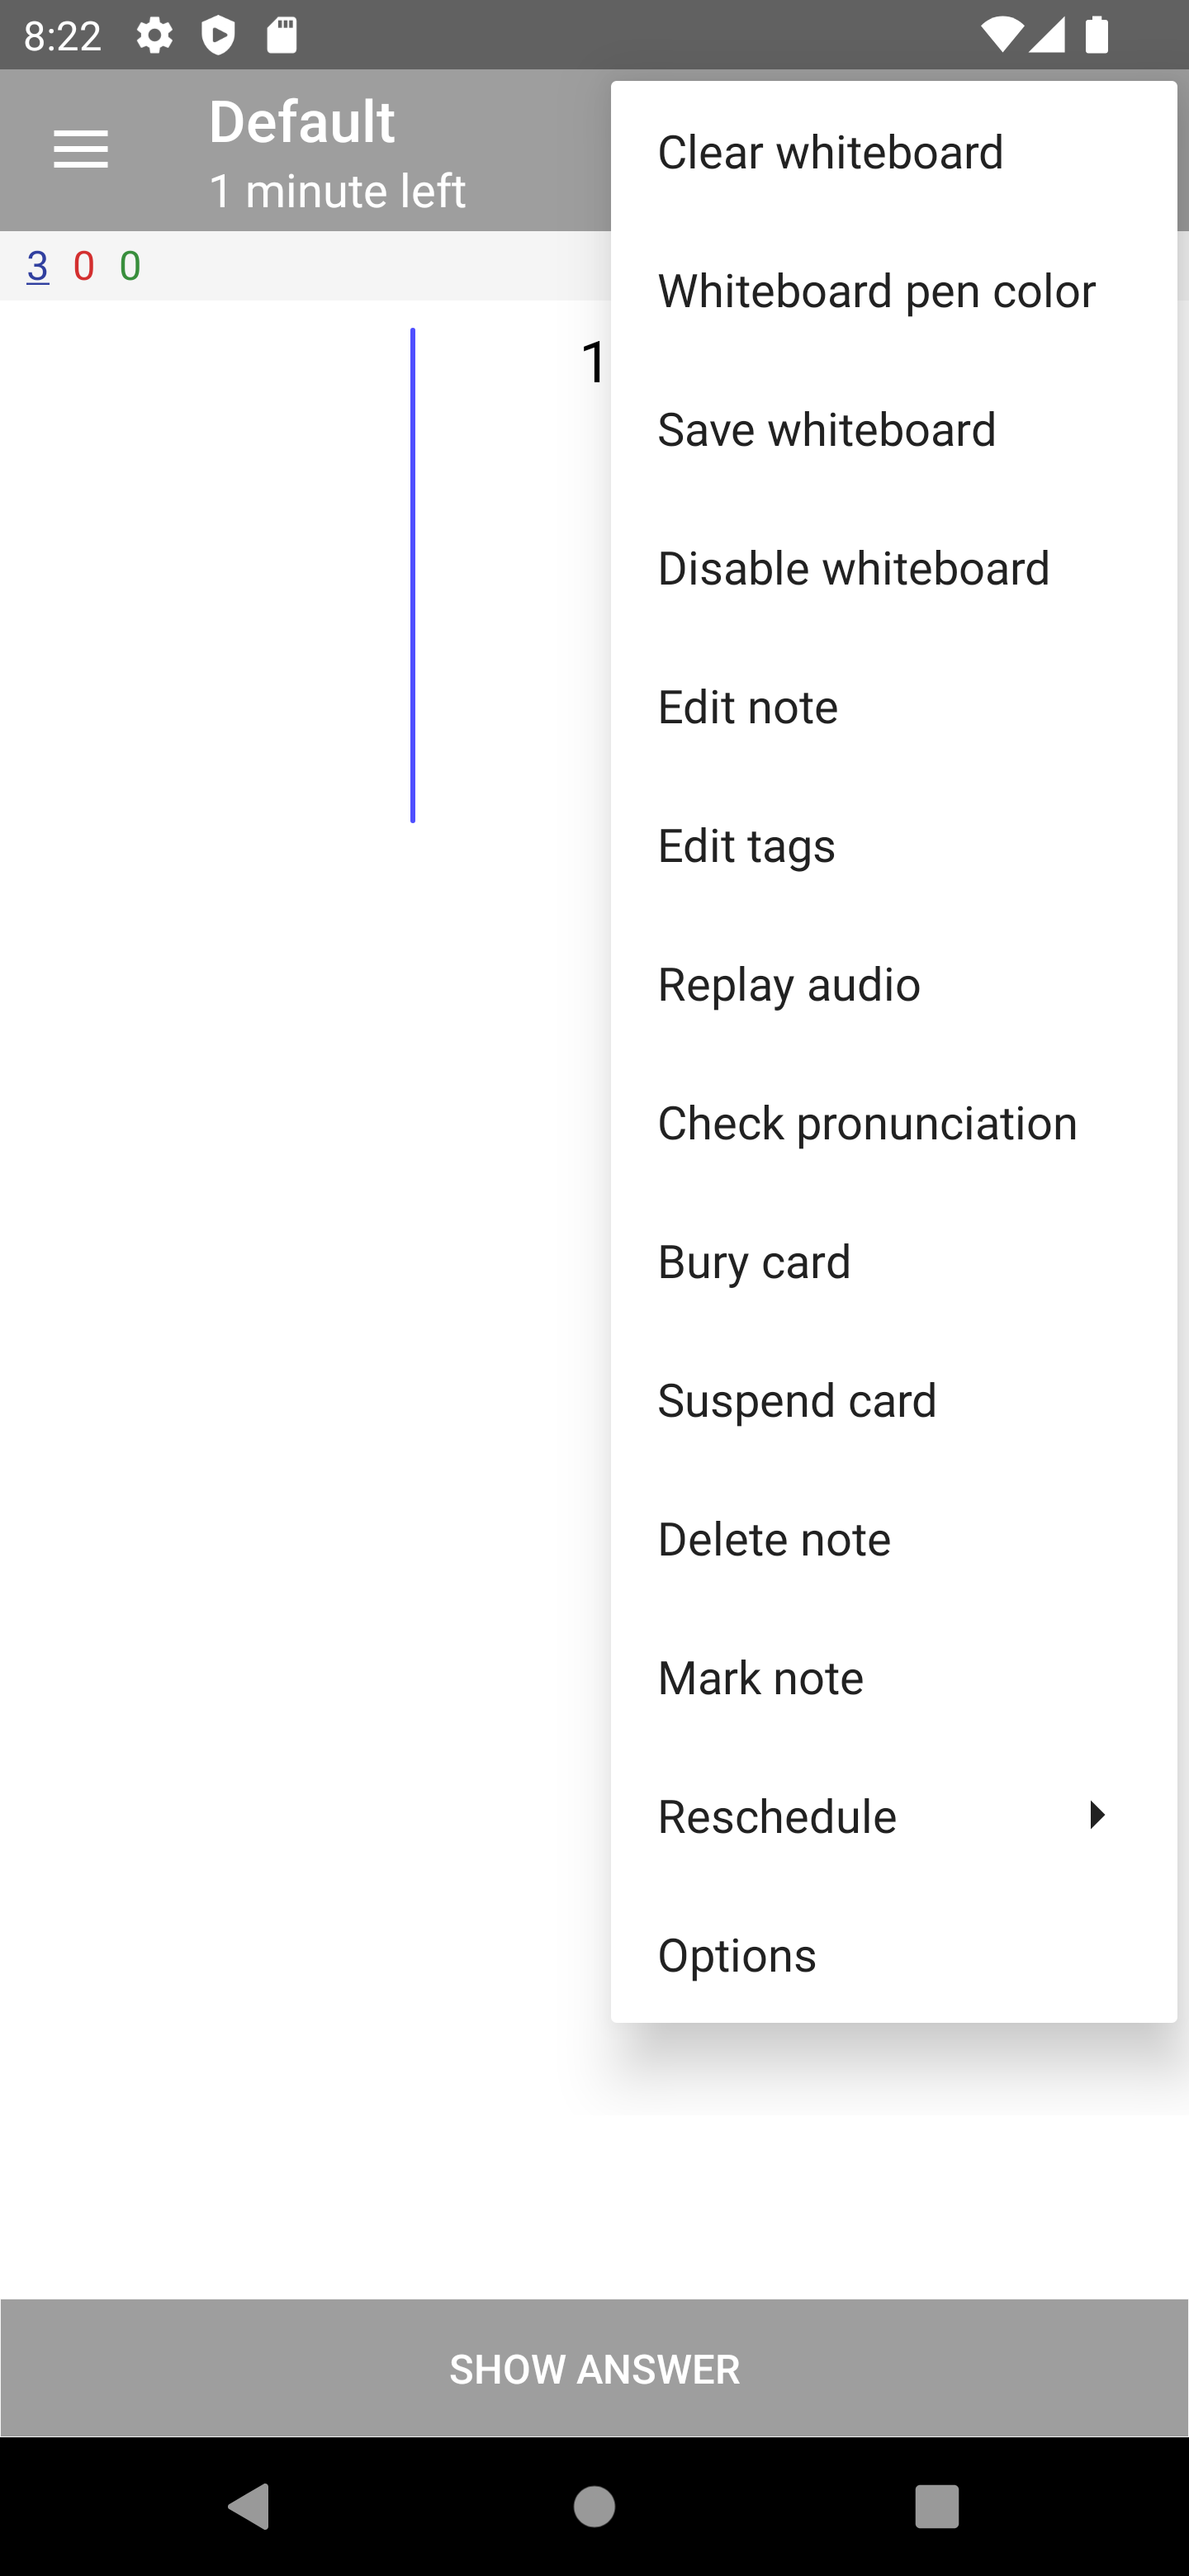 8:22
Default
1 minute left
3 0 0
1
Clear whiteboard
Whiteboard pen color
Save whiteboard
Disable whiteboard
Edit note
Edit tags
Replay audio
Check pronunciation
Bury card
Suspend card
Delete note
Mark note
Reschedule
Options
SHOW ANSWER